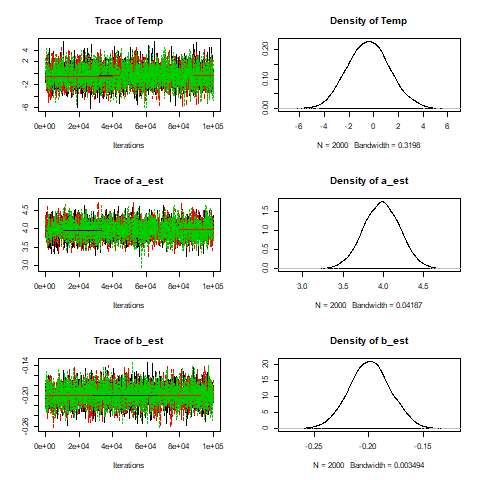 Trace of Temp
4
2
-2
-6
0e+00 2e+04 4e+04 6e+04 8e+04 1e+05
Iterations
Density of Temp
0.20
0.10
0.00
-6 -4 -2 0 2 4 6
N = 2000 Bandwidth = 0.3198
Trace of a_est
4.5
4.0
3.5
3.0
0e+00 2e+04 4e+04 6e+04 8e+04 1e+05
Iterations
Density of a_est
1.5
1.0
0.5
0.0
3.0 3.5 4.0 4.5
N = 2000 Bandwidth = 0.04187
Trace of b_est
-0.14
-0.20
-0.26
0e+00 2e+04 4e+04 6e+04 8e+04 1e+05
Iterations
Density of b_est
20
15
10
5
0
-0.25 -0.20 -0.15
N = 2000 Bandwidth = 0.003494